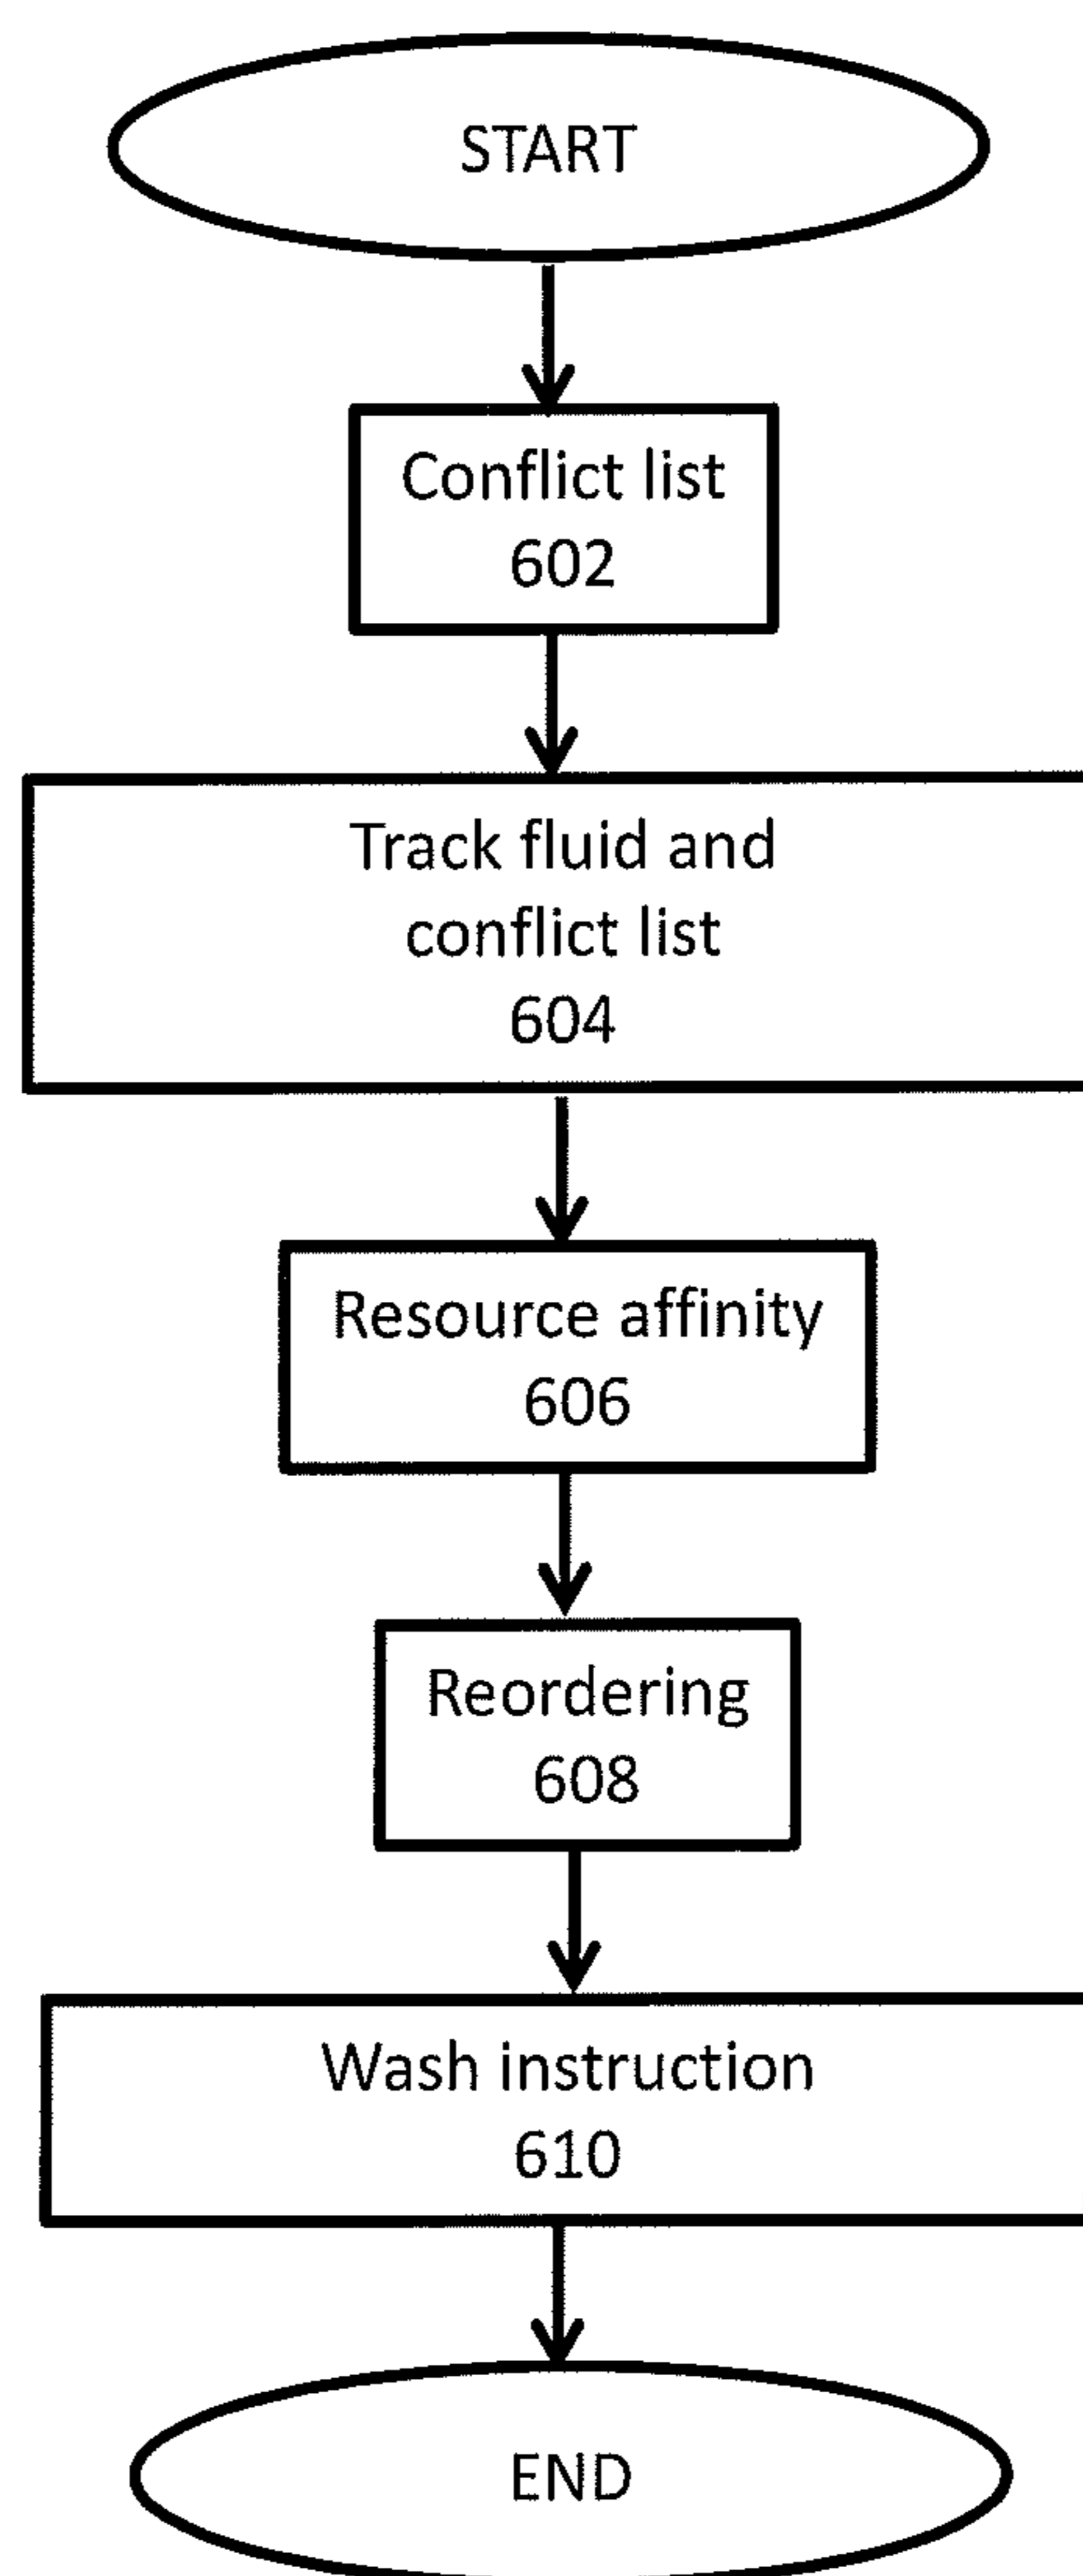 START
Conflict list
602
Track fluid and
conflict list
604
Resource affinity
606
Reordering
608
Wash instruction
610
END